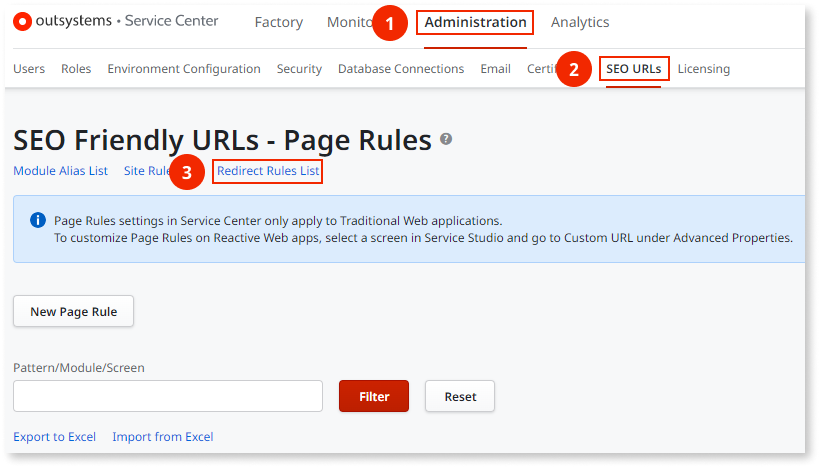 outsystems • Service Center Factory Monito 1 Administration Analytics
Users Roles Environment Configuration Security Database Connections Email Certif 2 SEO URLs Licensing
SEO Friendly URLs - Page Rules ?
Module Alias List Site Rule 3 Redirect Rules List
i Page Rules settings in Service Center only apply to Traditional Web applications.
To customize Page Rules on Reactive Web apps, select a screen in Service Studio and go to Custom URL under Advanced Properties.
New Page Rule
Pattern/Module/Screen
Filter Reset
Export to Excel Import from Excel